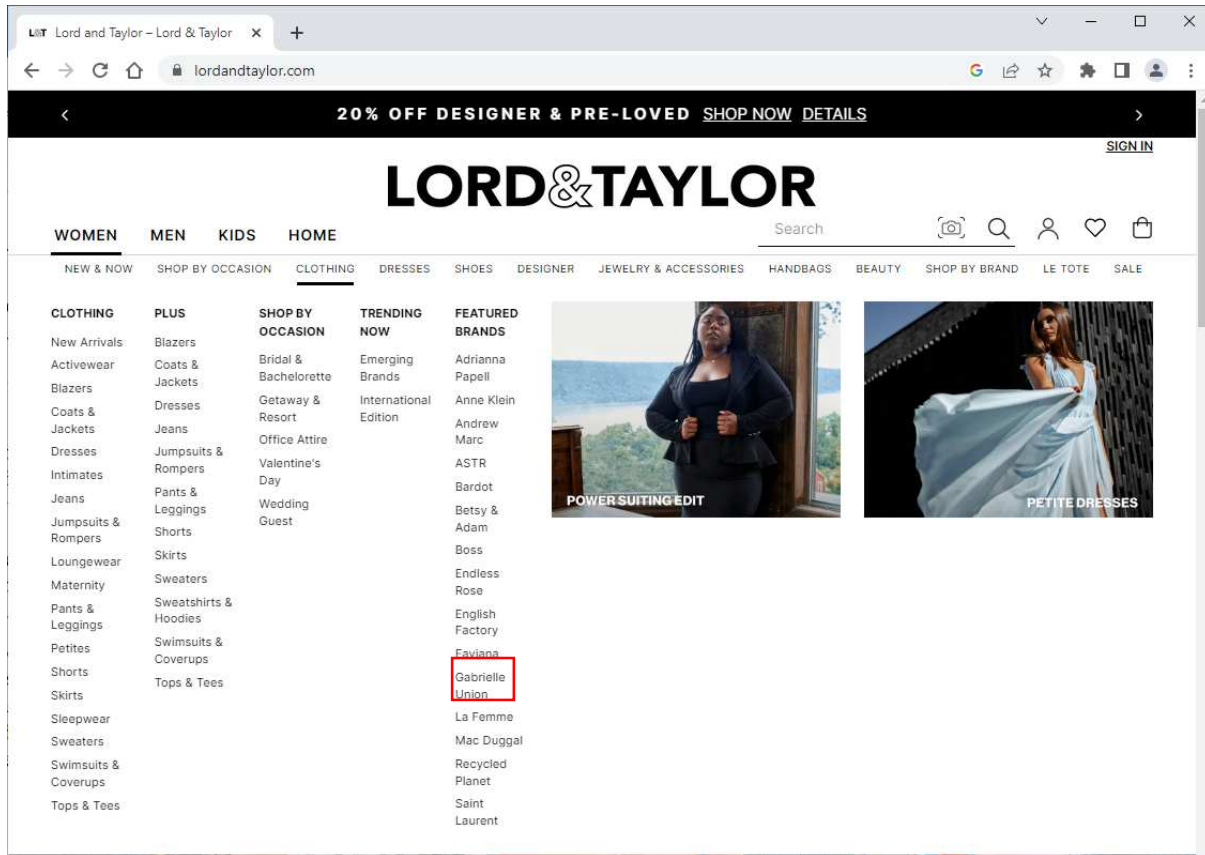 L&T Lord and Taylor – Lord & Taylor
lordandtaylor.com
20% OFF DESIGNER & PRE-LOVED SHOP NOW DETAILS
SIGN IN
LORD&TAYLOR
WOMEN MEN KIDS HOME Search
NEW & NOW SHOP BY OCCASION CLOTHING DRESSES SHOES DESIGNER JEWELRY & ACCESSORIES HANDBAGS BEAUTY SHOP BY BRAND LE TOTE SALE
CLOTHING
New Arrivals
Activewear
Blazers
Coats &
Jackets
Dresses
Intimates
Jeans
Jumpsuits &
Rompers
Loungewear
Maternity
Pants &
Leggings
Petites
Shorts
Skirts
Sleepwear
Sweaters
Swimsuits &
Coverups
Tops & Tees
PLUS
Blazers
Coats &
Jackets
Dresses
Jeans
Jumpsuits &
Rompers
Pants &
Leggings
Shorts
Skirts
Sweaters
Sweatshirts &
Hoodies
Swimsuits &
Coverups
Tops & Tees
SHOP BY
OCCASION
Bridal &
Bachelorette
Getaway &
Resort
Office Attire
Valentine's
Day
Wedding
Guest
TRENDING
NOW
Emerging
Brands
International
Edition
FEATURED
BRANDS
Adrianna
Papell
Anne Klein
Andrew
Marc
ASTR
Bardot
Betsy &
Adam
Boss
Endless
Rose
English
Factory
Faviana
Gabrielle
Union
La Femme
Mac Duggal
Recycled
Planet
Saint
Laurent
POWER SUITING EDIT
PETITE DRESSES